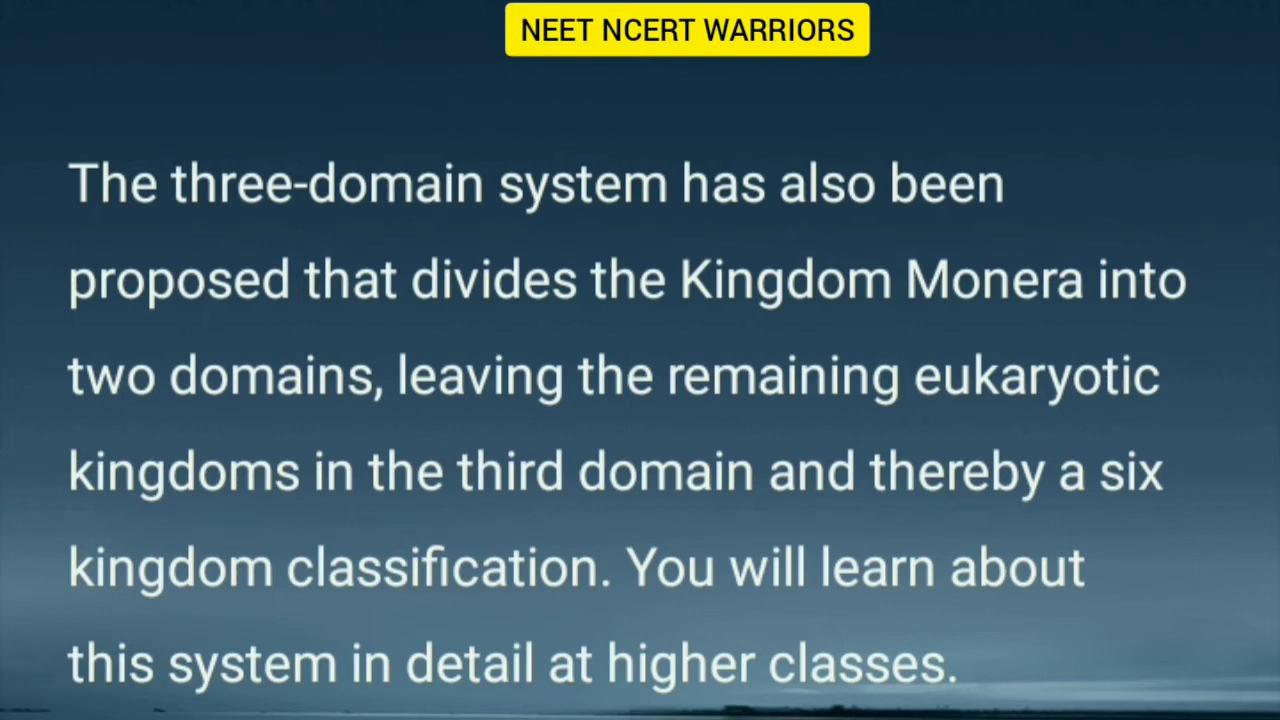 NEET NCERT WARRIORS
The three-domain system has also been
proposed that divides the Kingdom Monera into
two domains, leaving the remaining eukaryotic
kingdoms in the third domain and thereby a six
kingdom classification. You will learn about
this system in detail at higher classes.